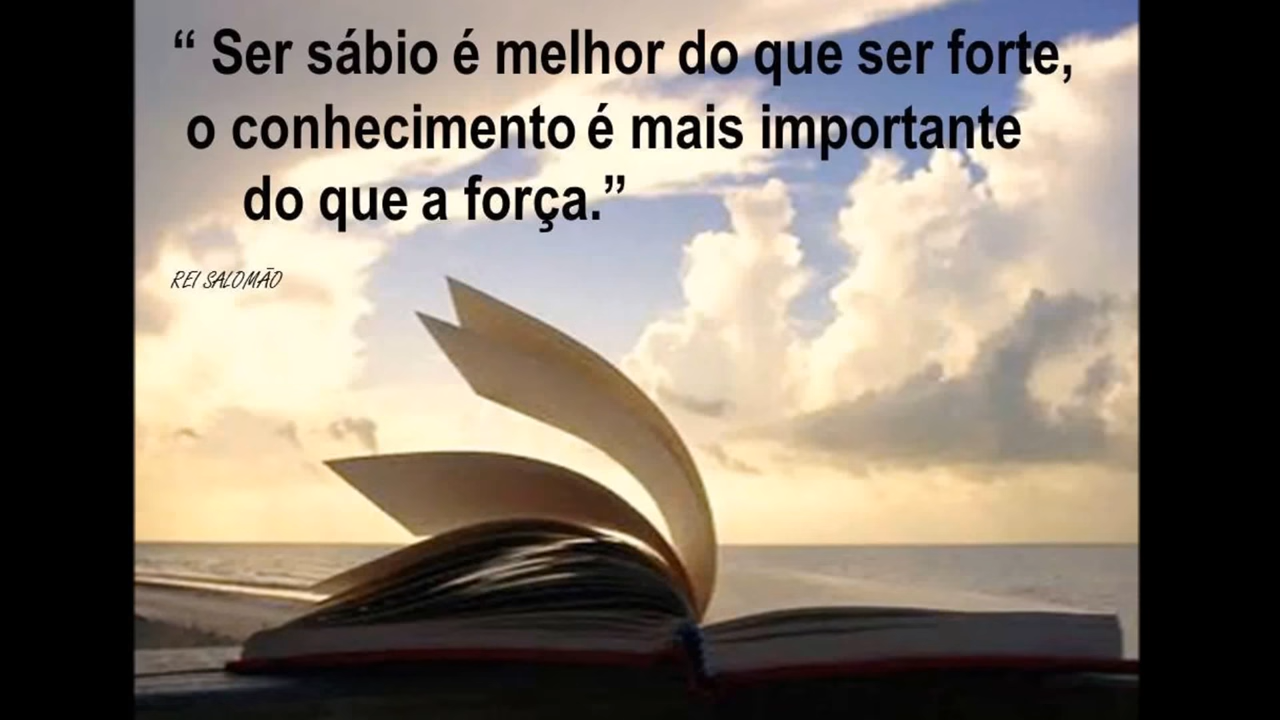 “ Ser sábio é melhor do que ser forte,
o conhecimento é mais importante
do que a força.”
REI SALOMÃO